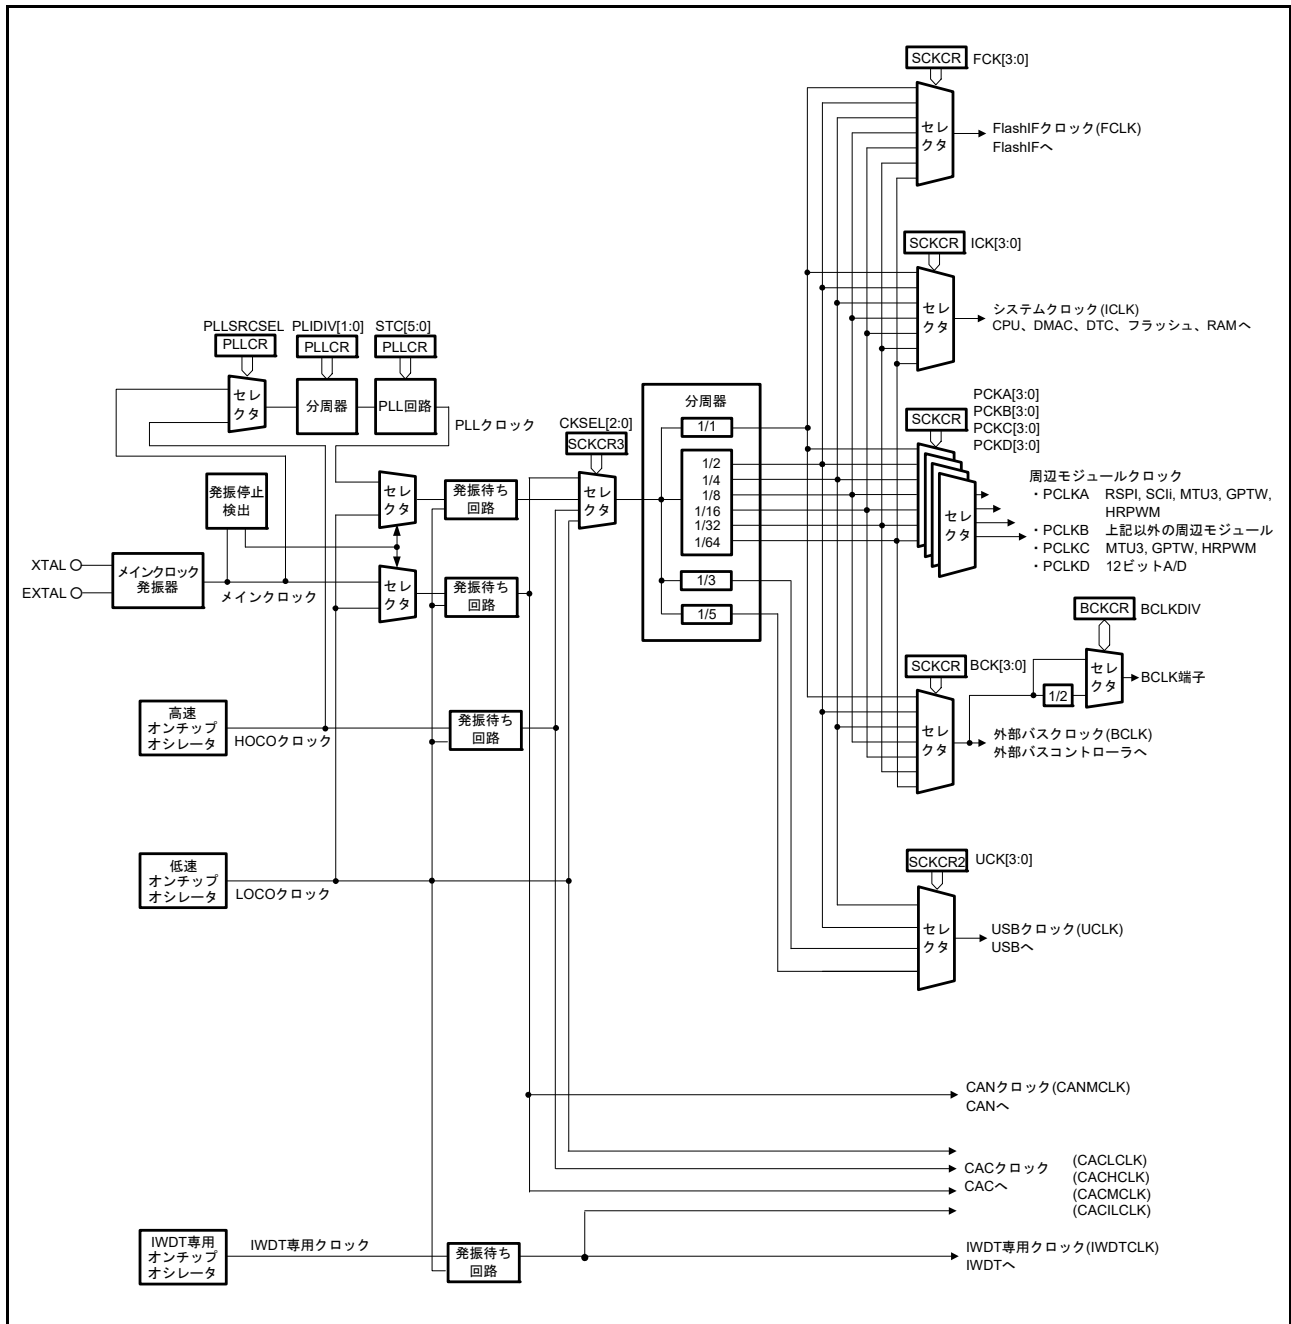 SCKCR FCK[3:0]
セレ
クタ
FlashIFクロック(FCLK)
FlashIFへ
SCKCR ICK[3:0]
セレ
クタ
システムクロック(ICLK)
CPU、DMAC、DTC、フラッシュ、RAMへ
PLLSRCSEL PLIDIV[1:0] STC[5:0]
PLLCR PLLCR PLLCR
セレ
クタ
分周器
PLL回路
PLLクロック
CKSEL[2:0]
SCKCR3
セレ
クタ
分周器
1/1
1/2
1/4
1/8
1/16
1/32
1/64
1/3
1/5
PCKA[3:0]
PCKB[3:0]
PCKC[3:0]
PCKD[3:0]
SCKCR
セレ
クタ
周辺モジュールクロック
・PCLKA RSPI, SCIi, MTU3, GPTW,
HRPWM
・PCLKB 上記以外の周辺モジュール
・PCLKC MTU3, GPTW, HRPWM
・PCLKD 12ビットA/D
発振停止
検出
セレ
クタ
発振待ち
回路
XTAL
EXTAL
メインクロック
発振器
メインクロック
セレ
クタ
発振待ち
回路
BCKCR BCLKDIV
セレ
クタ
1/2
BCLK端子
SCKCR BCK[3:0]
セレ
クタ
外部バスクロック(BCLK)
外部バスコントローラへ
高速
オンチップ
オシレータ
HOCOクロック
発振待ち
回路
低速
オンチップ
オシレータ
LOCOクロック
SCKCR2 UCK[3:0]
セレ
クタ
USBクロック(UCLK)
USBへ
CANクロック(CANMCLK)
CANへ
CACクロック
CACへ
(CACLCLK)
(CACHCLK)
(CACMCLK)
(CACILCLK)
IWDT専用
オンチップ
オシレータ
IWDT専用クロック
発振待ち
回路
IWDT専用クロック(IWDTCLK)
IWDTへ